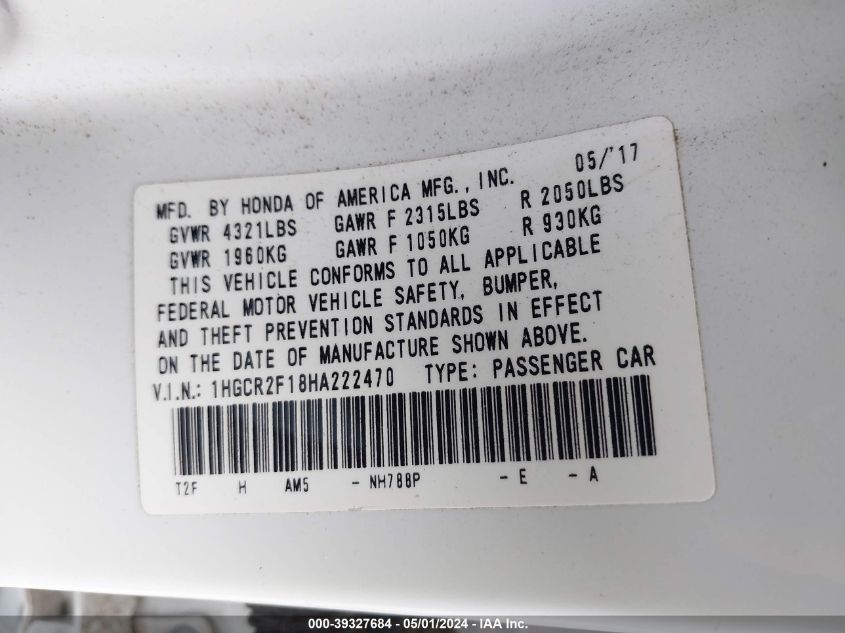 MFD. BY HONDA OF AMERICA MFG., INC. 05/'17
GVWR 4321LBS GAWR F 2315LBS R 2050LBS
GVWR 1960KG GAWR F 1050KG R 930KG
THIS VEHICLE CONFORMS TO ALL APPLICABLE
FEDERAL MOTOR VEHICLE SAFETY, BUMPER,
AND THEFT PREVENTION STANDARDS IN EFFECT
ON THE DATE OF MANUFACTURE SHOWN ABOVE.
V.I.N.: 1HGCR2F18HA222470 TYPE: PASSENGER CAR
T2F H AM5 - NH788P - E - A
000-39327684 - 05/01/2024 - IAA Inc.